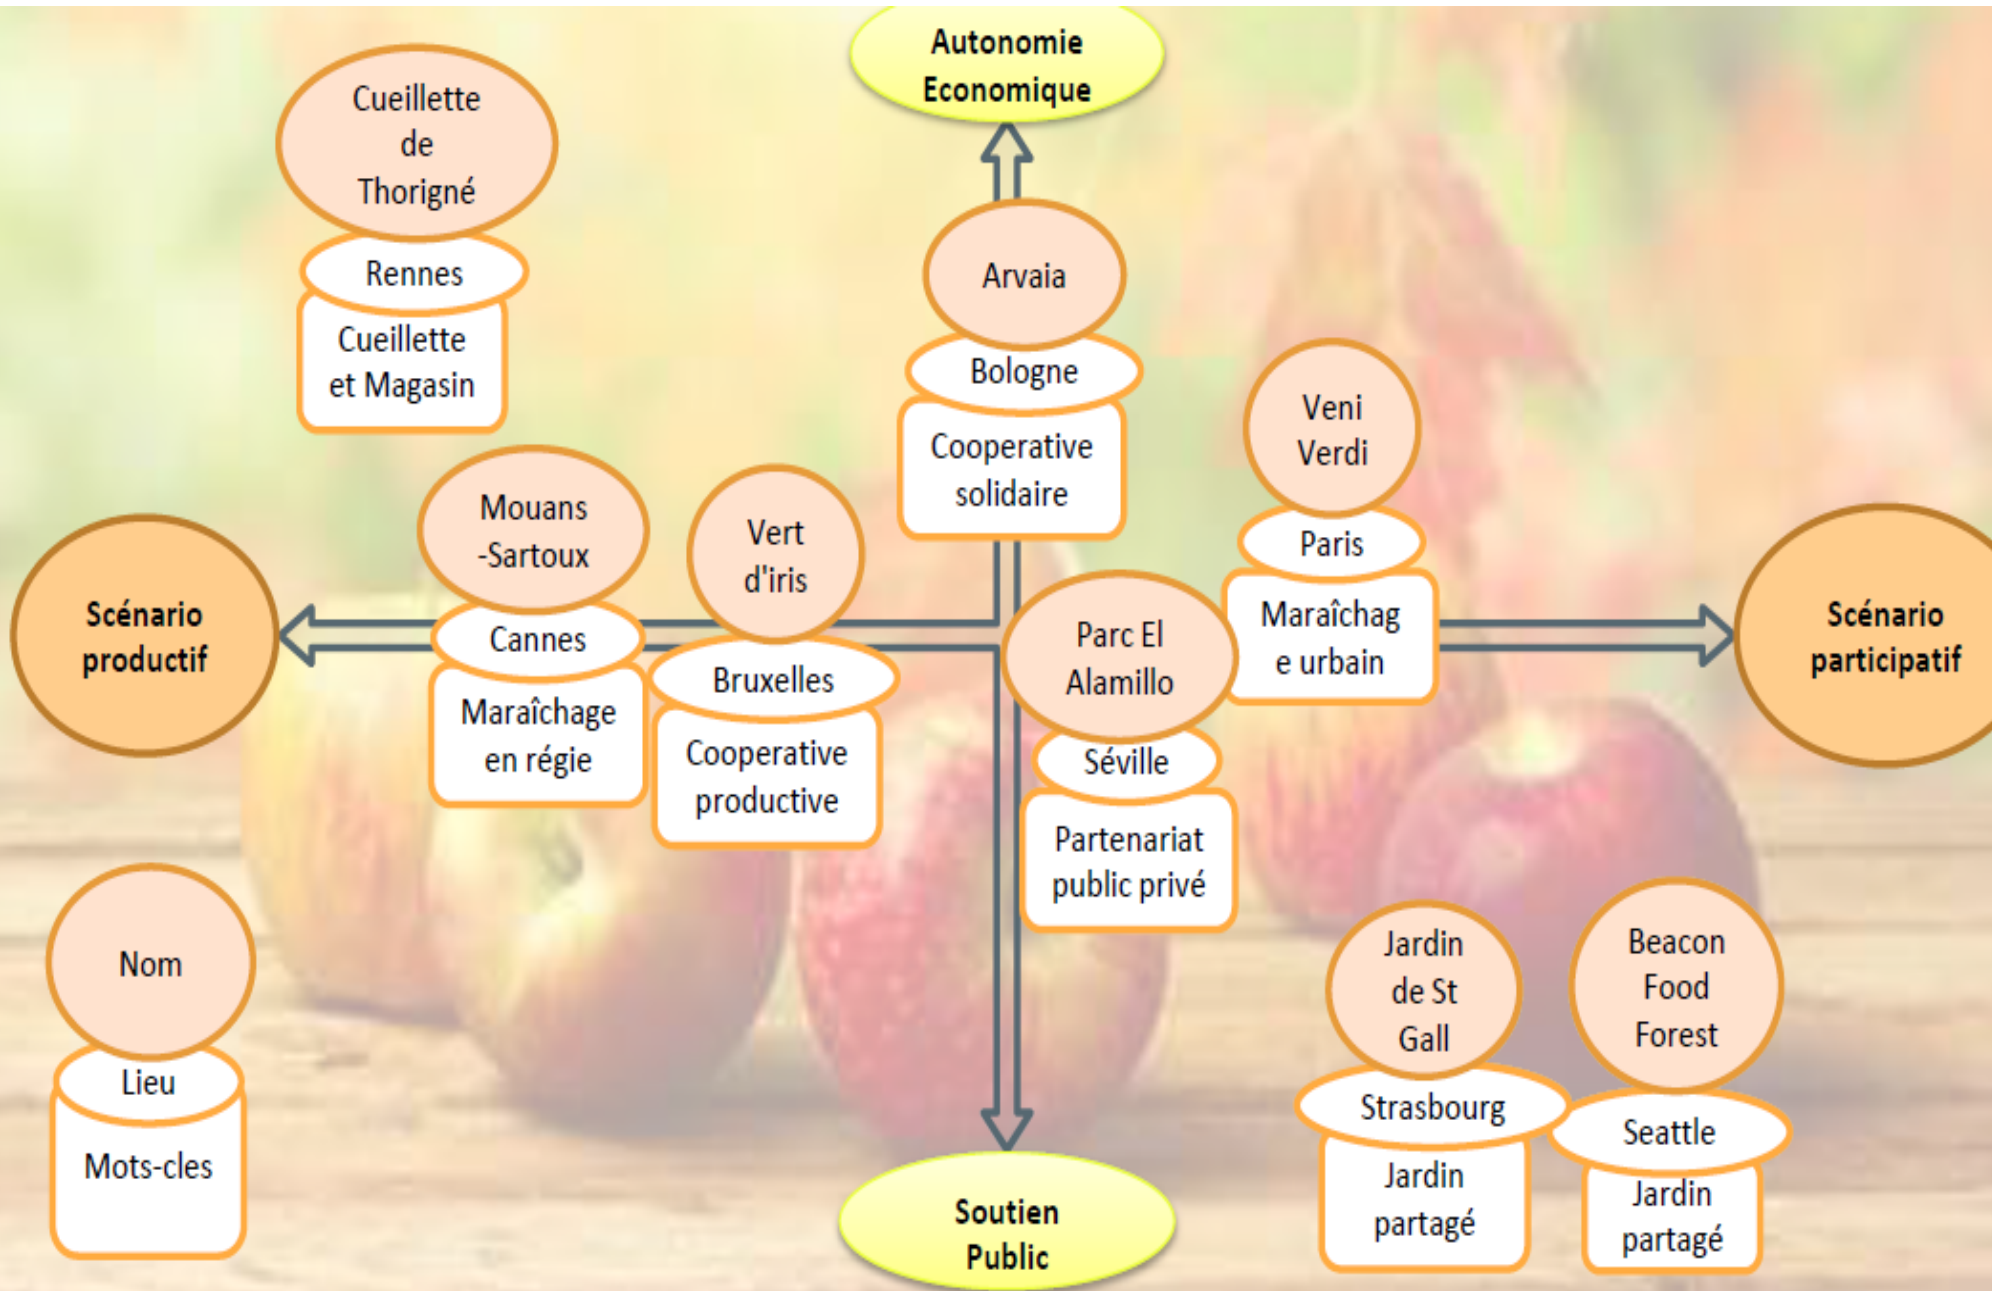 Autonomie
Economique
Cueillette
de
Thorigné
Rennes
Cueillette
et Magasin
Arvaia
Bologne
Cooperative
solidaire
Veni
Verdi
Paris
Maraîchag
e urbain
Mouans
-Sartoux
Cannes
Maraîchage
en régie
Vert
d'iris
Bruxelles
Cooperative
productive
Scénario
productif
Parc El
Alamillo
Séville
Partenariat
public privé
Scénario
participatif
Nom
Lieu
Mots-cles
Jardin
de St
Gall
Strasbourg
Jardin
partagé
Beacon
Food
Forest
Seattle
Jardin
partagé
Soutien
Public